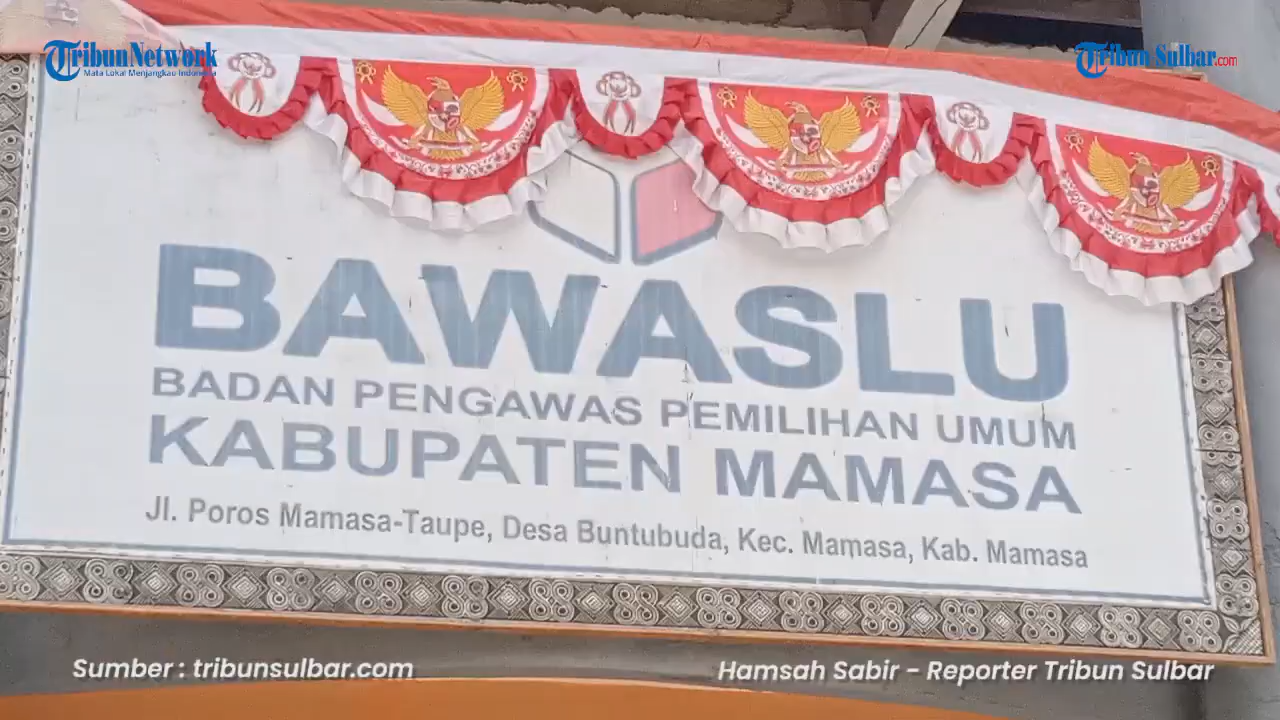 TribunNetwork
Mata Lokal Menjangkau Indonesia
Tribun Sulbar.com
BAWASLU
BADAN PENGAWAS PEMILIHAN UMUM
KABUPATEN MAMASA
Jl. Poros Mamasa-Taupe, Desa Buntubuda, Kec. Mamasa, Kab. Mamasa
Sumber : tribunsulbar.com
Hamsah Sabir - Reporter Tribun Sulbar